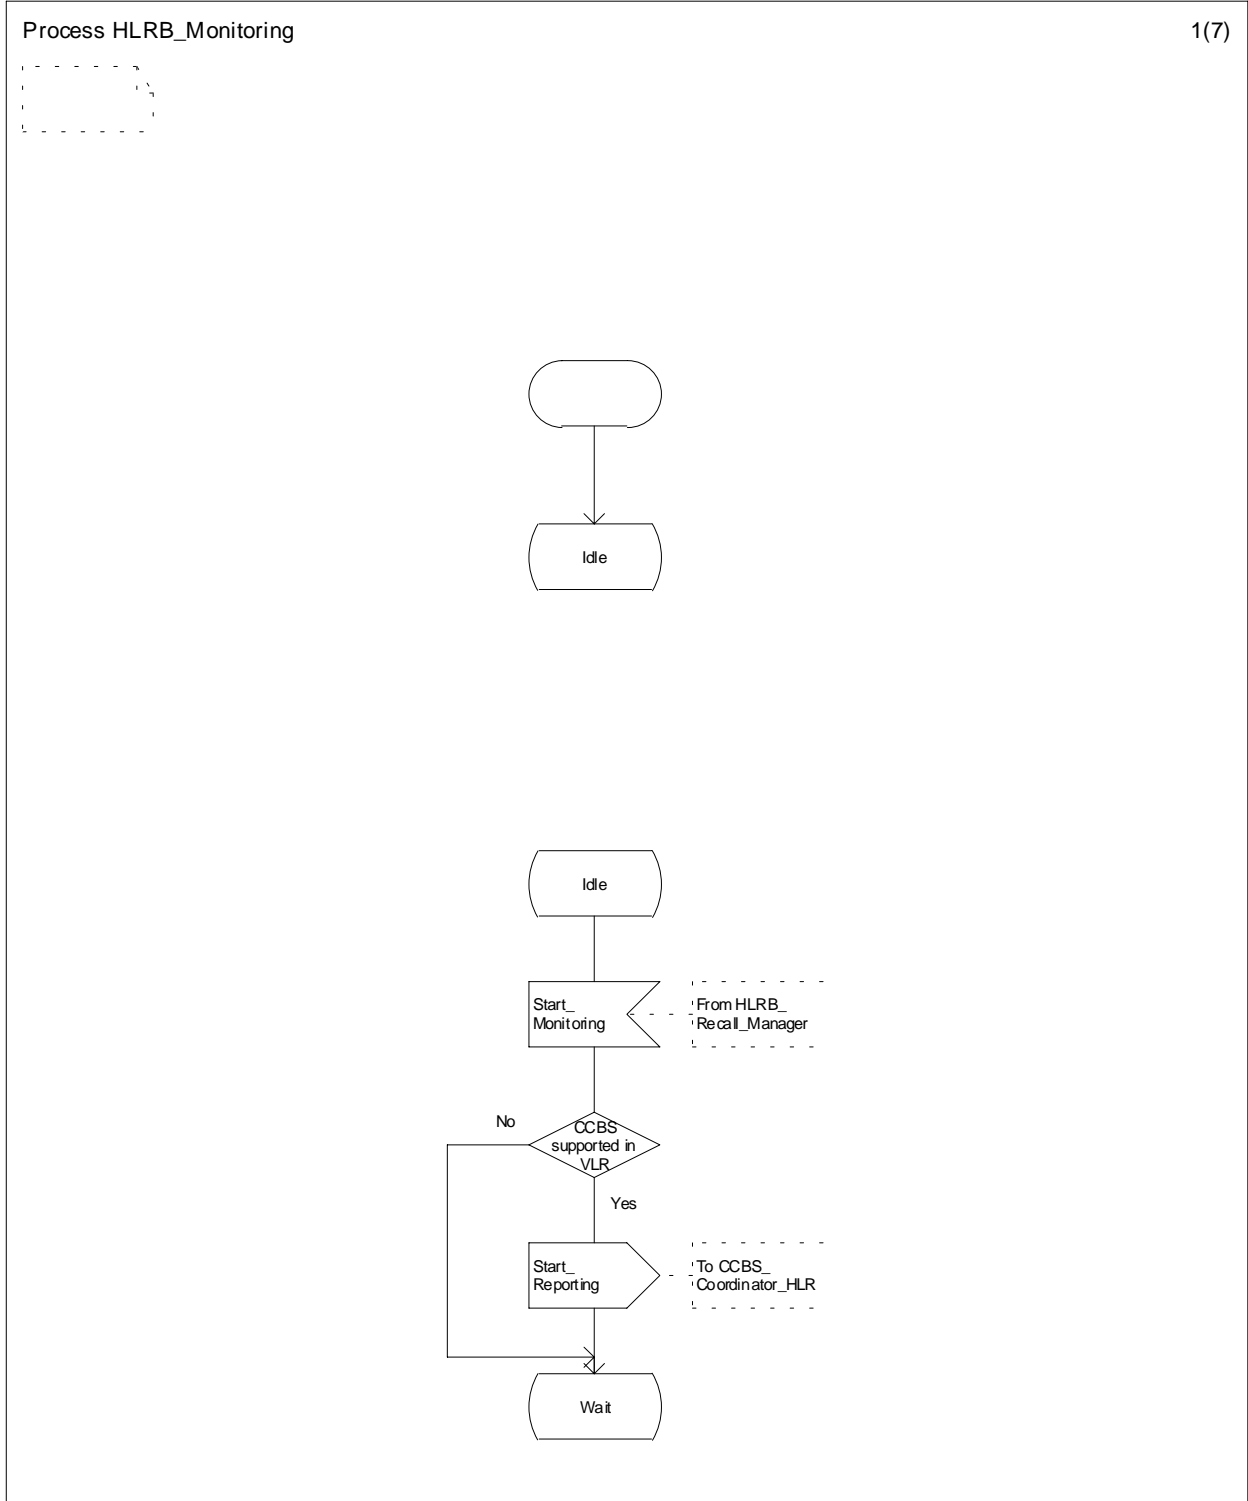 Process HLRB_Monitoring
1(7)
Idle
Idle
Start_
Monitoring
From HLRB_
Recall_Manager
No
CCBS
supported in
VLR
Yes
Start_
Reporting
To CCBS_
Coordinator_HLR
Wait